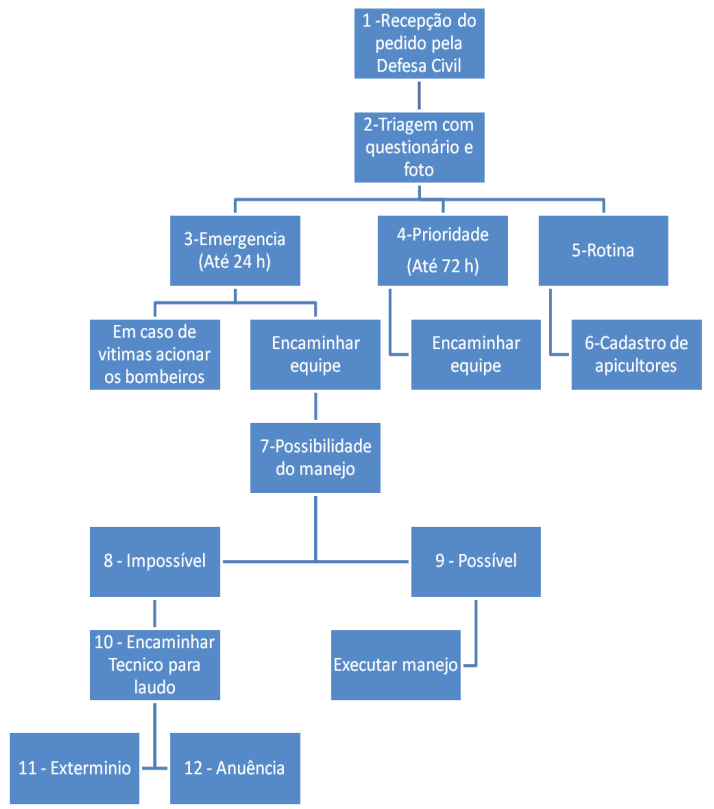 1 -Recepção do
pedido pela
Defesa Civil
2-Triagem com
questionário e
foto
3-Emergencia
(Até 24 h)
4-Prioridade
(Até 72 h)
5-Rotina
Em caso de
vitimas acionar
os bombeiros
Encaminhar
equipe
Encaminhar
equipe
6-Cadastro de
apicultores
7-Possibilidade
do manejo
8 - Impossível
9 - Possível
10 - Encaminhar
Tecnico para
laudo
Executar manejo
11 - Exterminio
12 - Anuência